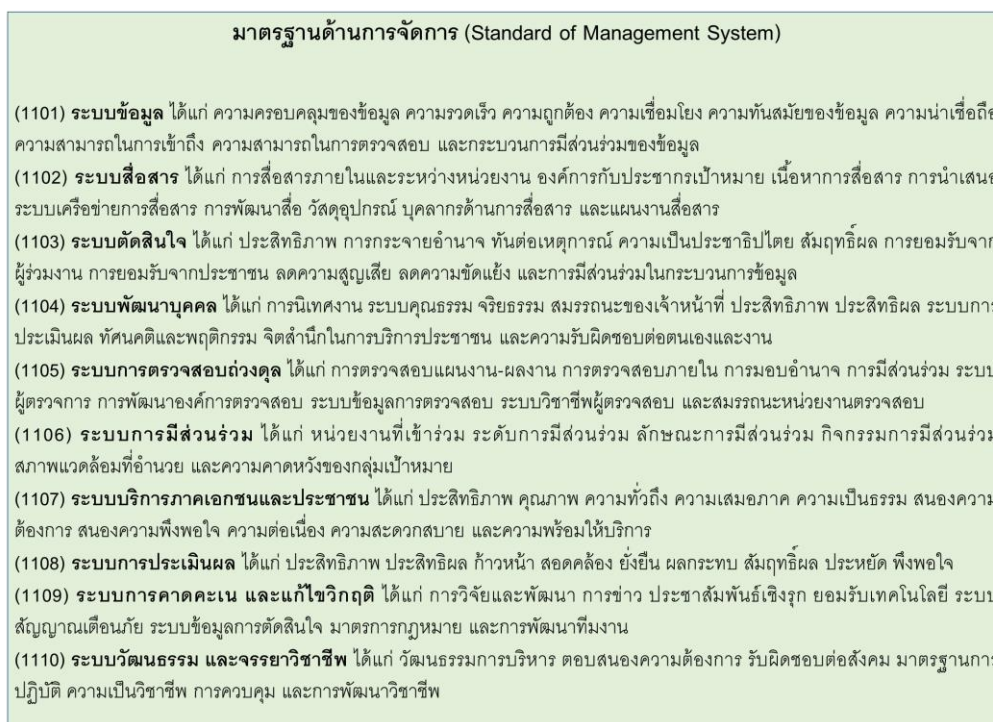 มาตรฐานด้านการจัดการ (Standard of Management System)
(1101) ระบบข้อมูล ได้แก่ ความครอบคลุมของข้อมูล ความรวดเร็ว ความถูกต้อง ความเชื่อมโยง ความทันสมัยของข้อมูล ความน่าเชื่อถือ
ความสามารถในการเข้าถึง ความสามารถในการตรวจสอบ และกระบวนการมีส่วนร่วมของข้อมูล
(1102) ระบบสื่อสาร ได้แก่ การสื่อสารภายในและระหว่างหน่วยงาน องค์การกับประชากรเป้าหมาย เนื้อหาการสื่อสาร การนำเสนอ
ระบบเครือข่ายการสื่อสาร การพัฒนาสื่อ วัสดุอุปกรณ์ บุคลากรด้านการสื่อสาร และแผนงานสื่อสาร
(1103) ระบบตัดสินใจ ได้แก่ ประสิทธิภาพ การกระจายอำนาจ ทันต่อเหตุการณ์ ความเป็นประชาธิปไตย สัมฤทธิ์ผล การยอมรับจาก
ผู้ร่วมงาน การยอมรับจากประชาชน ลดความสูญเสีย ลดความขัดแย้ง และการมีส่วนร่วมในกระบวนการข้อมูล
(1104) ระบบพัฒนาบุคคล ได้แก่ การนิเทศงาน ระบบคุณธรรม จริยธรรม สมรรถนะของเจ้าหน้าที่ ประสิทธิภาพ ประสิทธิผล ระบบการ
ประเมินผล ทัศนคติและพฤติกรรม จิตสำนึกในการบริการประชาชน และความรับผิดชอบต่อตนเองและงาน
(1105) ระบบการตรวจสอบถ่วงดุล ได้แก่ การตรวจสอบแผนงาน-ผลงาน การตรวจสอบภายใน การมอบอำนาจ การมีส่วนร่วม ระบบ
ผู้ตรวจการ การพัฒนาองค์การตรวจสอบ ระบบข้อมูลการตรวจสอบ ระบบวิชาชีพผู้ตรวจสอบ และสมรรถนะหน่วยงานตรวจสอบ
(1106) ระบบการมีส่วนร่วม ได้แก่ หน่วยงานที่เข้าร่วม ระดับการมีส่วนร่วม ลักษณะการมีส่วนร่วม กิจกรรมการมีส่วนร่วม
สภาพแวดล้อมที่อำนวย และความคาดหวังของกลุ่มเป้าหมาย
(1107) ระบบบริการภาคเอกชนและประชาชน ได้แก่ ประสิทธิภาพ คุณภาพ ความทั่วถึง ความเสมอภาค ความเป็นธรรม สนองความ
ต้องการ สนองความพึงพอใจ ความต่อเนื่อง ความสะดวกสบาย และความพร้อมให้บริการ
(1108) ระบบการประเมินผล ได้แก่ ประสิทธิภาพ ประสิทธิผล ก้าวหน้า สอดคล้อง ยั่งยืน ผลกระทบ สัมฤทธิ์ผล ประหยัด พึงพอใจ
(1109) ระบบการคาดคะเน และแก้ไขวิกฤติ ได้แก่ การวิจัยและพัฒนา การข่าว ประชาสัมพันธ์เชิงรุก ยอมรับเทคโนโลยี ระบบ
สัญญาณเตือนภัย ระบบข้อมูลการตัดสินใจ มาตรการกฎหมาย และการพัฒนาทีมงาน
(1110) ระบบวัฒนธรรม และจรรยาวิชาชีพ ได้แก่ วัฒนธรรมการบริหาร ตอบสนองความต้องการ รับผิดชอบต่อสังคม มาตรฐานการ
ปฏิบัติ ความเป็นวิชาชีพ การควบคุม และการพัฒนาวิชาชีพ